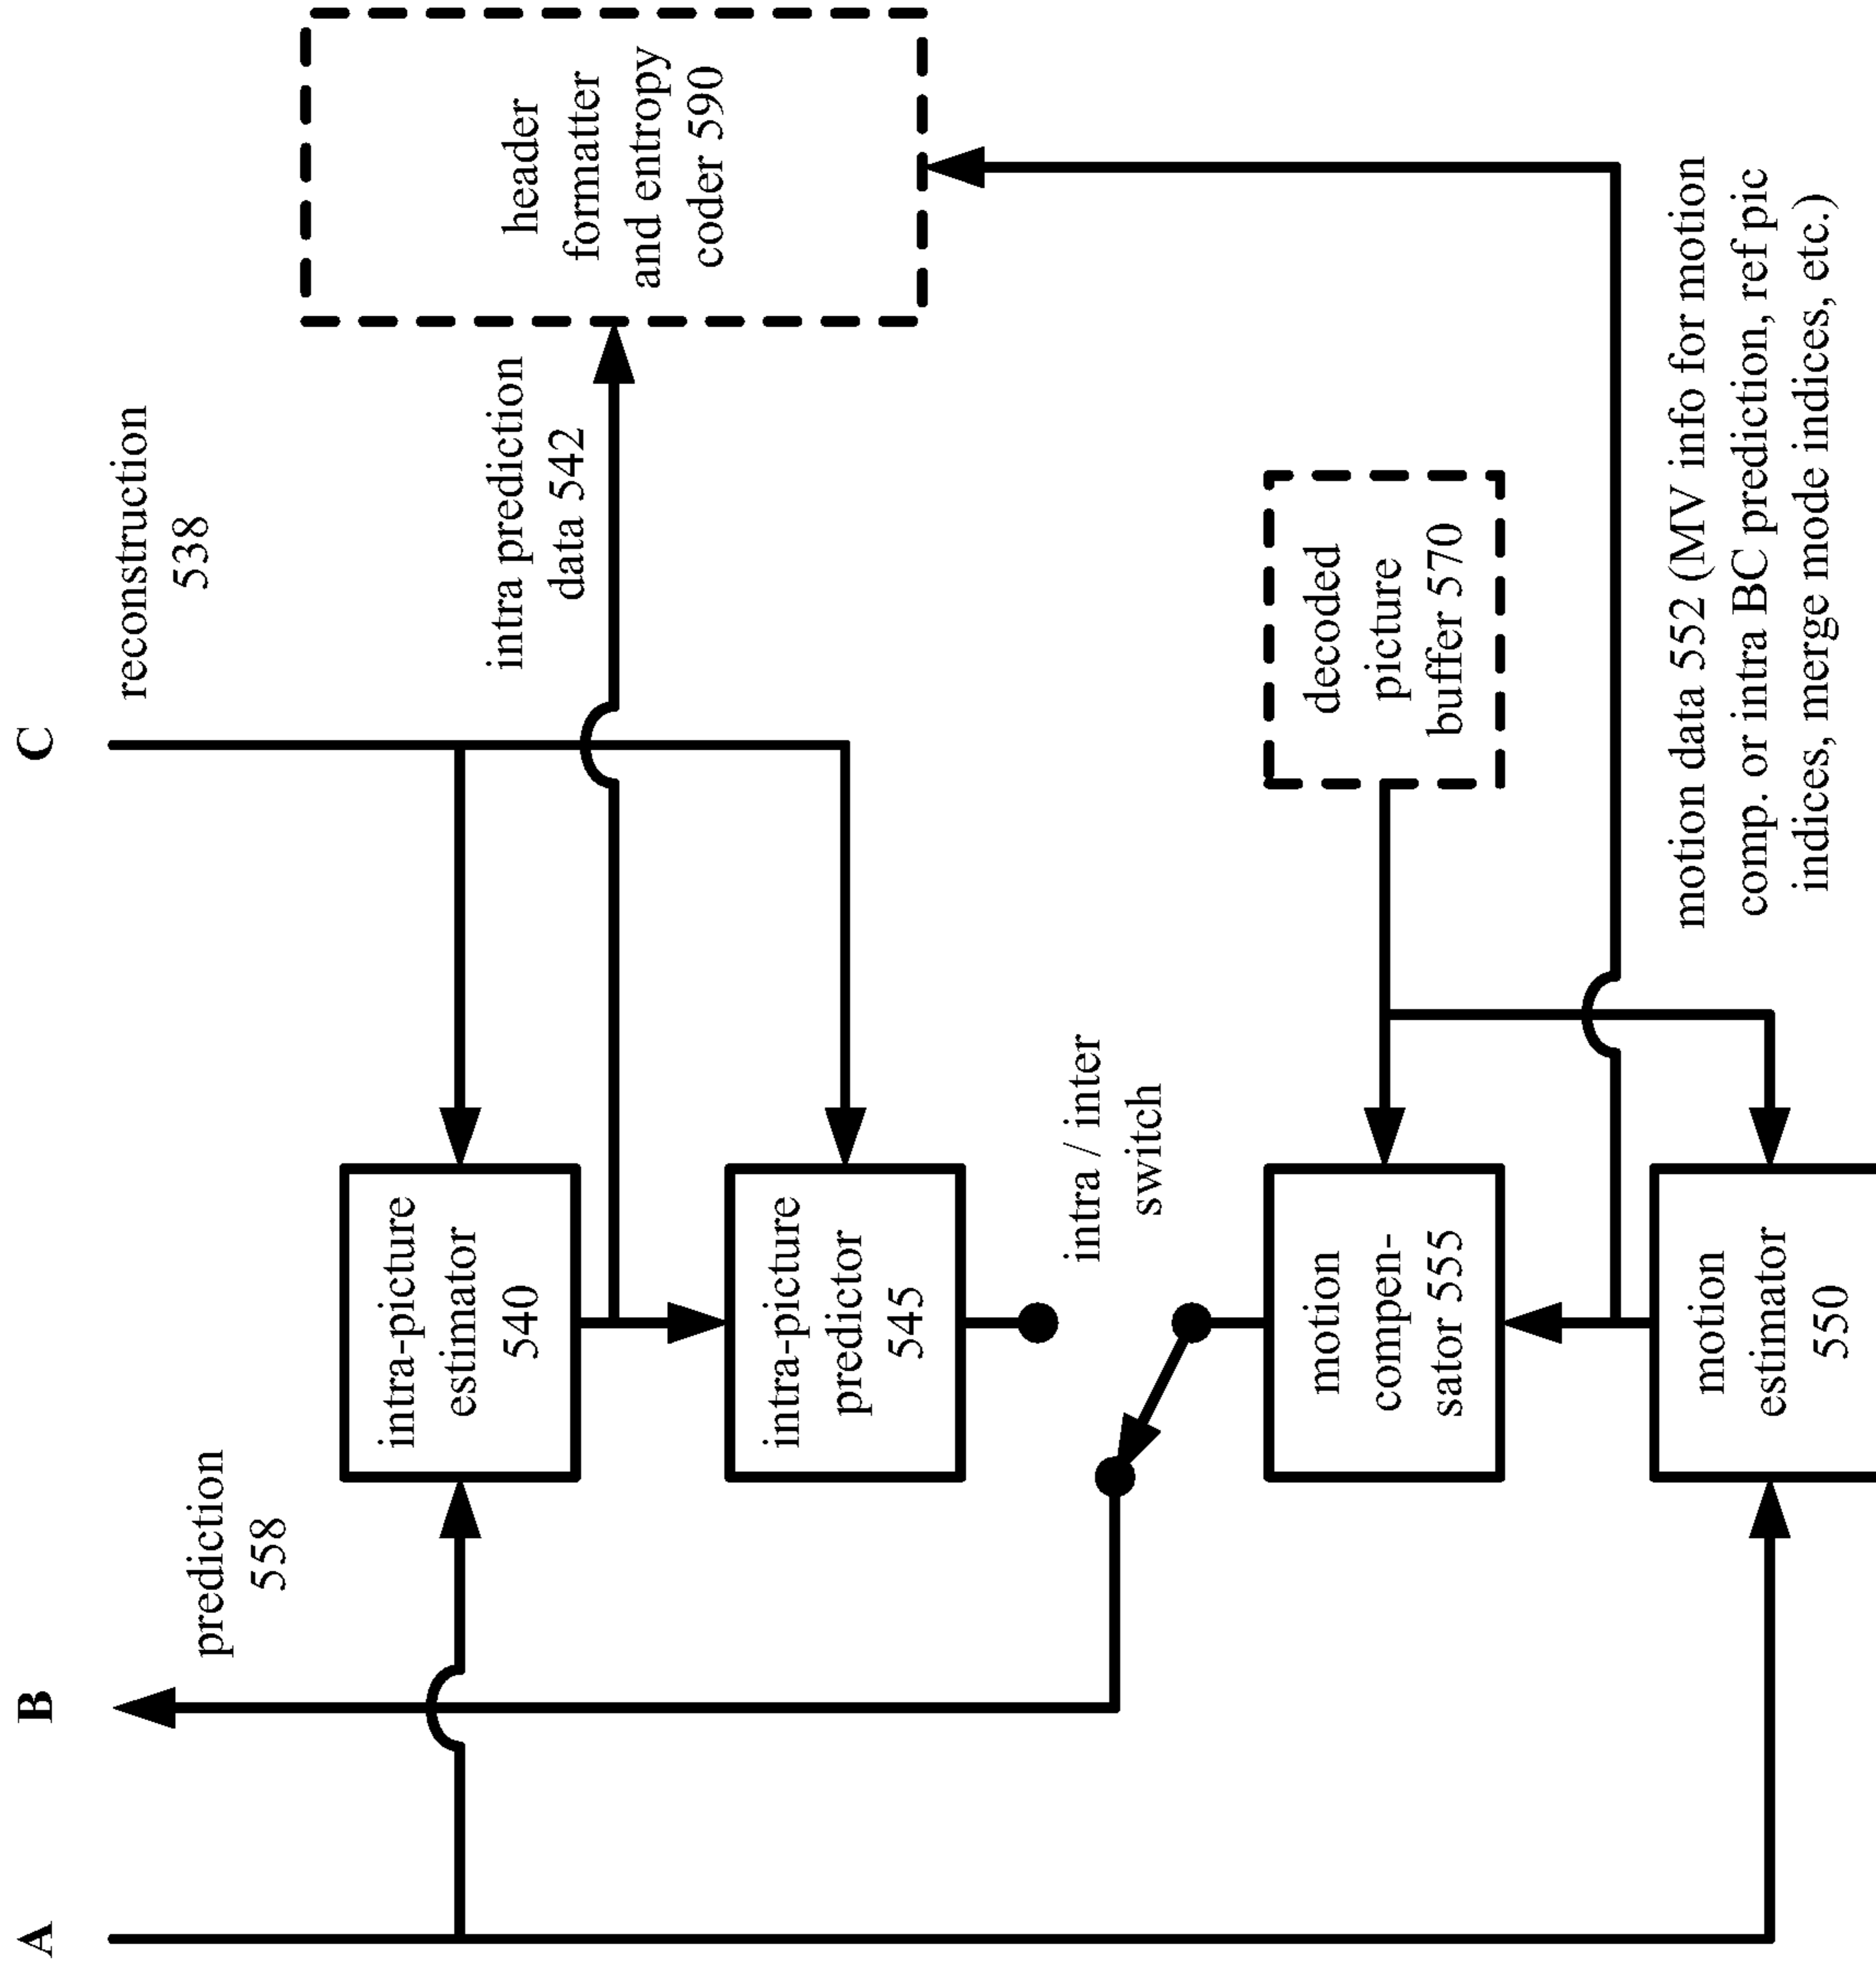 A
B
C
prediction
558
reconstruction
538
intra-picture
estimator
540
intra prediction
data 542
header
formatter
and entropy
coder 590
intra-picture
predictor
545
intra / inter
switch
motion
compen-
sator 555
decoded
picture
buffer 570
motion
estimator
550
motion data 552 (MV info for motion
comp. or intra BC prediction, ref pic
indices, merge mode indices, etc.)